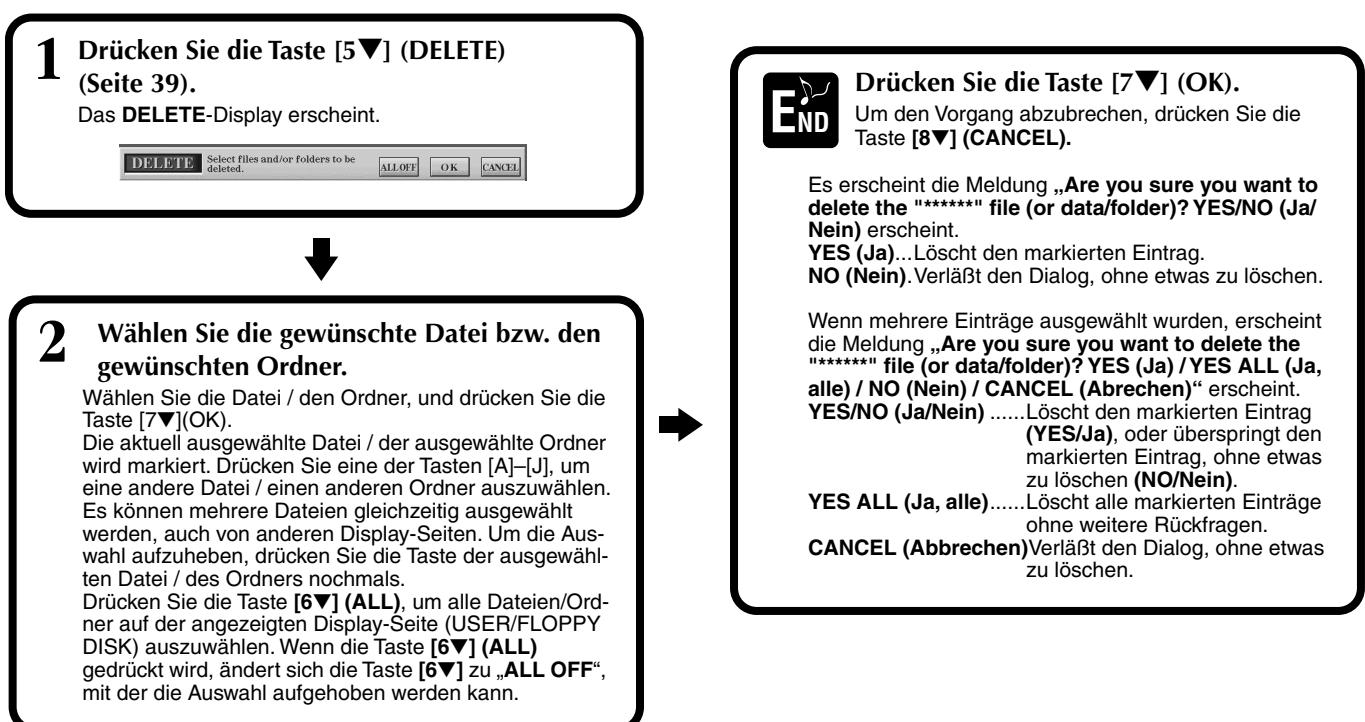 1 Drücken Sie die Taste [5▼] (DELETE)
(Seite 39).
Das DELETE-Display erscheint.
DELETE Select files and/or folders to be
deleted. ALL OFF OK CANCEL
2 Wählen Sie die gewünschte Datei bzw. den
gewünschten Ordner.
Wählen Sie die Datei / den Ordner, und drücken Sie die
Taste [7▼](OK).
Die aktuell ausgewählte Datei / der ausgewählte Ordner
wird markiert. Drücken Sie eine der Tasten [A]–[J], um
eine andere Datei / einen anderen Ordner auszuwählen.
Es können mehrere Dateien gleichzeitig ausgewählt
werden, auch von anderen Display-Seiten. Um die Aus-
wahl aufzuheben, drücken Sie die Taste der ausgewähl-
ten Datei / des Ordners nochmals.
Drücken Sie die Taste [6▼] (ALL), um alle Dateien/Ord-
ner auf der angezeigten Display-Seite (USER/FLOPPY
DISK) auszuwählen. Wenn die Taste [6▼] (ALL)
gedrückt wird, ändert sich die Taste [6▼] zu „ALL OFF“,
mit der die Auswahl aufgehoben werden kann.
END Drücken Sie die Taste [7▼] (OK).
Um den Vorgang abzubrechen, drücken Sie die
Taste [8▼] (CANCEL).
Es erscheint die Meldung „Are you sure you want to
delete the "******" file (or data/folder)? YES/NO (Ja/
Nein) erscheint.
YES (Ja)...Löscht den markierten Eintrag.
NO (Nein).Verläßt den Dialog, ohne etwas zu löschen.
Wenn mehrere Einträge ausgewählt wurden, erscheint
die Meldung „Are you sure you want to delete the
"******" file (or data/folder)? YES (Ja) / YES ALL (Ja,
alle) / NO (Nein) / CANCEL (Abrechen)“ erscheint.
YES/NO (Ja/Nein) ......Löscht den markierten Eintrag
(YES/Ja), oder überspringt den
markierten Eintrag, ohne etwas
zu löschen (NO/Nein).
YES ALL (Ja, alle)......Löscht alle markierten Einträge
ohne weitere Rückfragen.
CANCEL (Abbrechen)Verläßt den Dialog, ohne etwas
zu löschen.